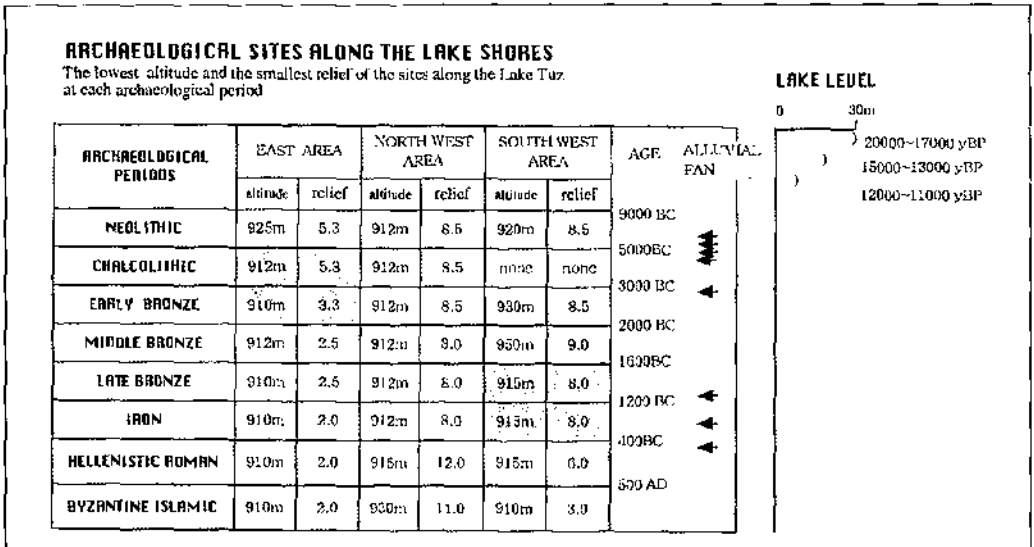 ARCHAEOLOGICAL SITES ALONG THE LAKE SHORES
The lowest altitude and the smallest relief of the sites along the Lake Tuz
at each archaeological period
LAKE LEVEL
0 30m
20000~17000 yBP
15000~13000 yBP
12000~11000 yBP
ARCHAEOLOGICAL PERIODS EAST AREA NORTH WEST AREA SOUTH WEST AREA AGE ALLUVIAL FAN
altitude relief altitude relief altitude relief
9000 BC
NEOLITHIC 925m 5.3 912m 8.5 920m 8.5
5000BC
CHALCOLITHIC 912m 5.3 912m 8.5 none none
3000 BC
EARLY BRONZE 910m 3.3 912m 8.5 930m 8.5
2000 BC
MIDDLE BRONZE 912m 2.5 912m 9.0 950m 9.0
1600BC
LATE BRONZE 910m 2.5 912m 8.0 915m 8.0
1200 BC
IRON 910m 2.0 912m 8.0 915m 8.0
400BC
HELLENISTIC ROMAN 910m 2.0 915m 12.0 915m 6.0
500 AD
BYZANTINE ISLAMIC 910m 2.0 930m 11.0 910m 3.0